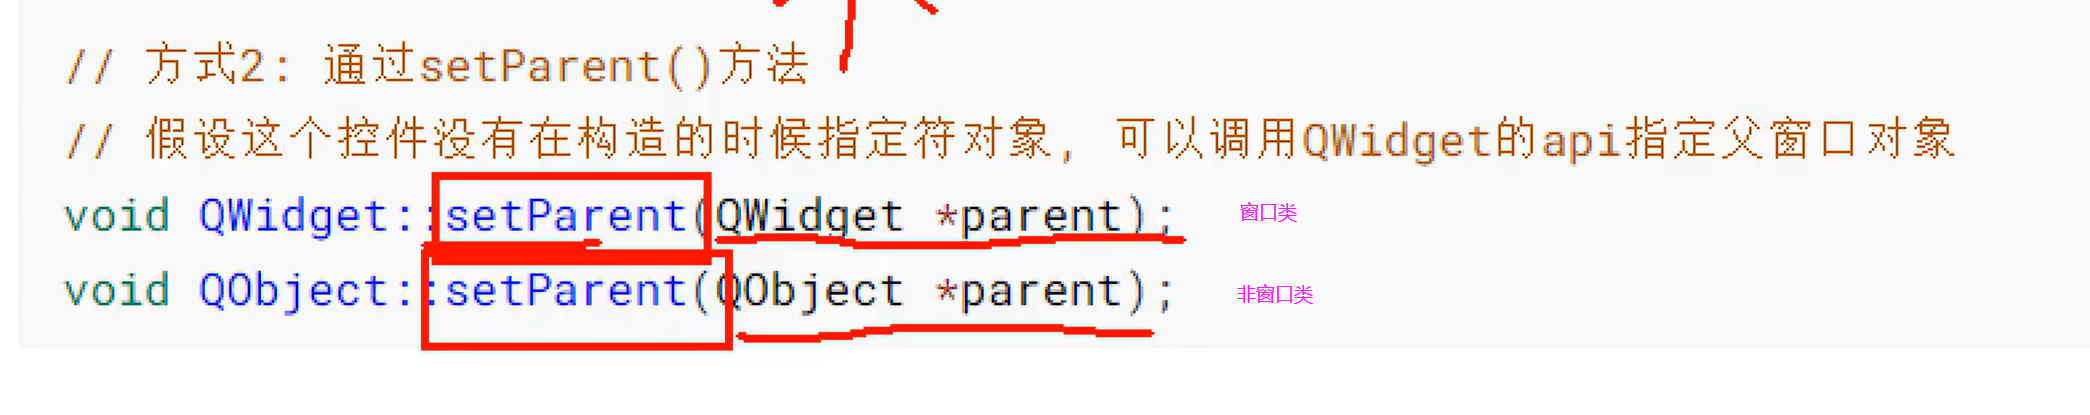 // 方式2: 通过setParent()方法
// 假设这个控件没有在构造的时候指定符对象, 可以调用QWidget的api指定父窗口对象
void QWidget::setParent(QWidget *parent); 窗口类
void QObject::setParent(QObject *parent); 非窗口类